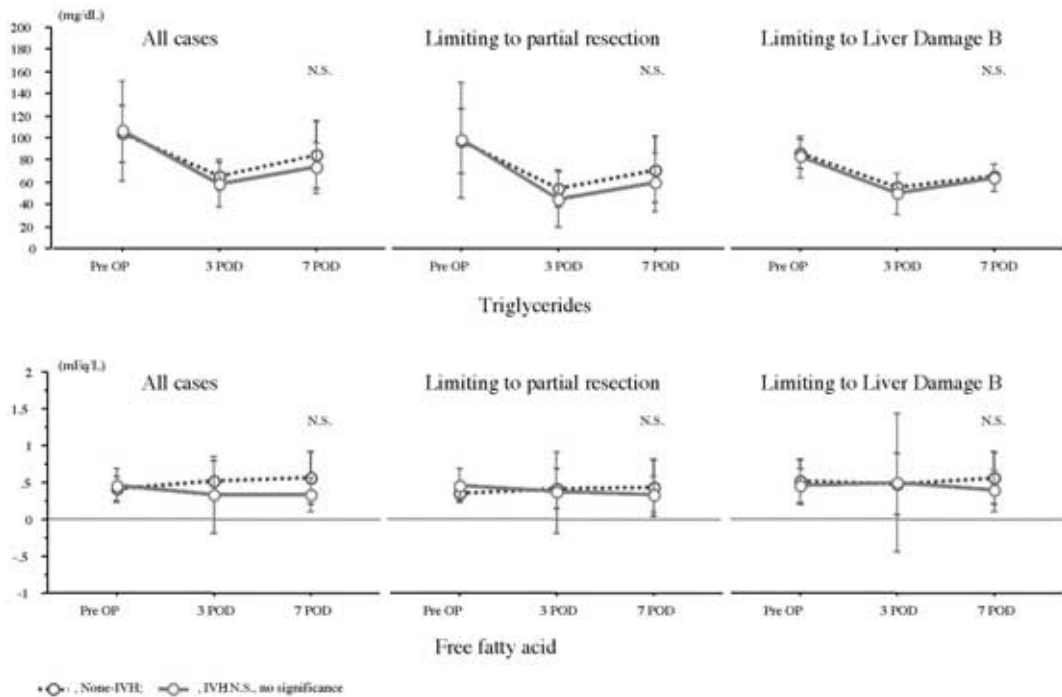 (mg/dL)
All cases Limiting to partial resection Limiting to Liver Damage B
200
180
160
140
120
100
80
60
40
20
0
N.S. N.S. N.S.
Pre OP 3 POD 7 POD Pre OP 3 POD 7 POD Pre OP 3 POD 7 POD
Triglycerides
(mEq/L)
All cases Limiting to partial resection Limiting to Liver Damage B
2
1.5
1
.5
0
-.5
-1
N.S. N.S. N.S.
Pre OP 3 POD 7 POD Pre OP 3 POD 7 POD Pre OP 3 POD 7 POD
Free fatty acid
, None-IVH; , IVH N.S., no significance